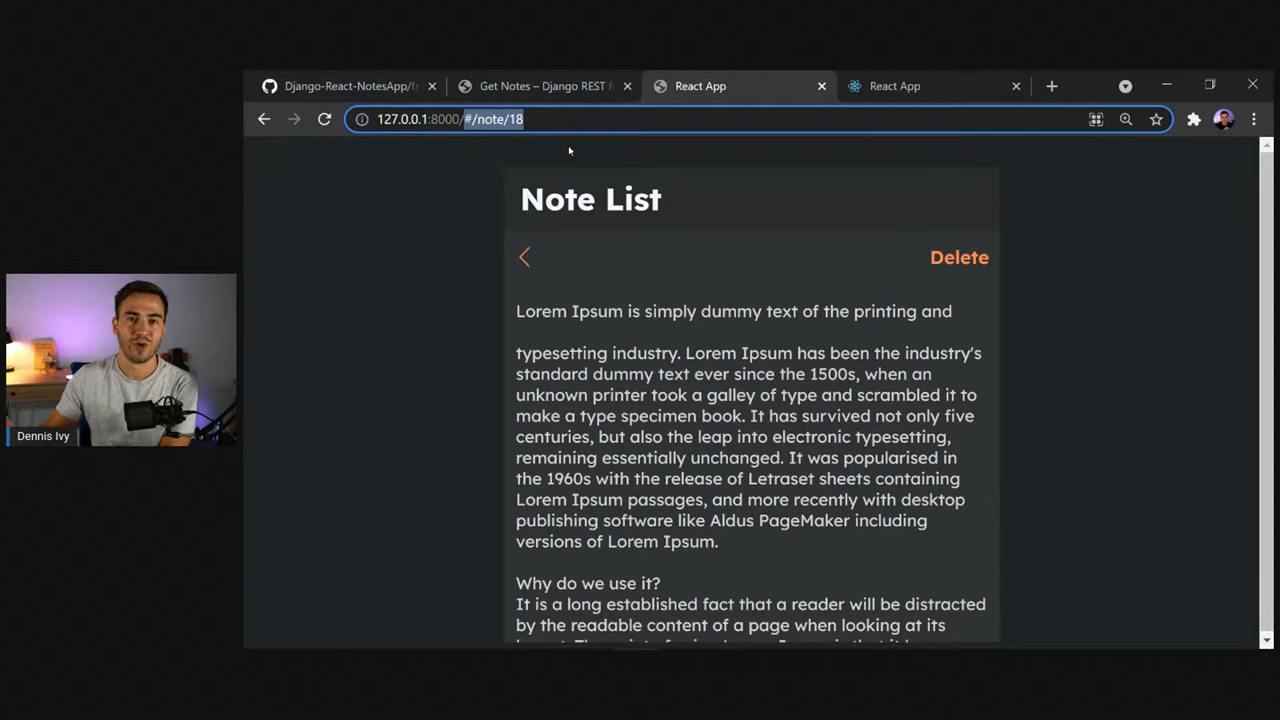 Django-React-NotesApp/fr
Get Notes – Django REST f
React App
React App
127.0.0.1:8000/#/note/18
Note List
Delete
Lorem Ipsum is simply dummy text of the printing and
typesetting industry. Lorem Ipsum has been the industry's
standard dummy text ever since the 1500s, when an
unknown printer took a galley of type and scrambled it to
make a type specimen book. It has survived not only five
centuries, but also the leap into electronic typesetting,
remaining essentially unchanged. It was popularised in
the 1960s with the release of Letraset sheets containing
Lorem Ipsum passages, and more recently with desktop
publishing software like Aldus PageMaker including
versions of Lorem Ipsum.
Why do we use it?
It is a long established fact that a reader will be distracted
by the readable content of a page when looking at its
Dennis Ivy